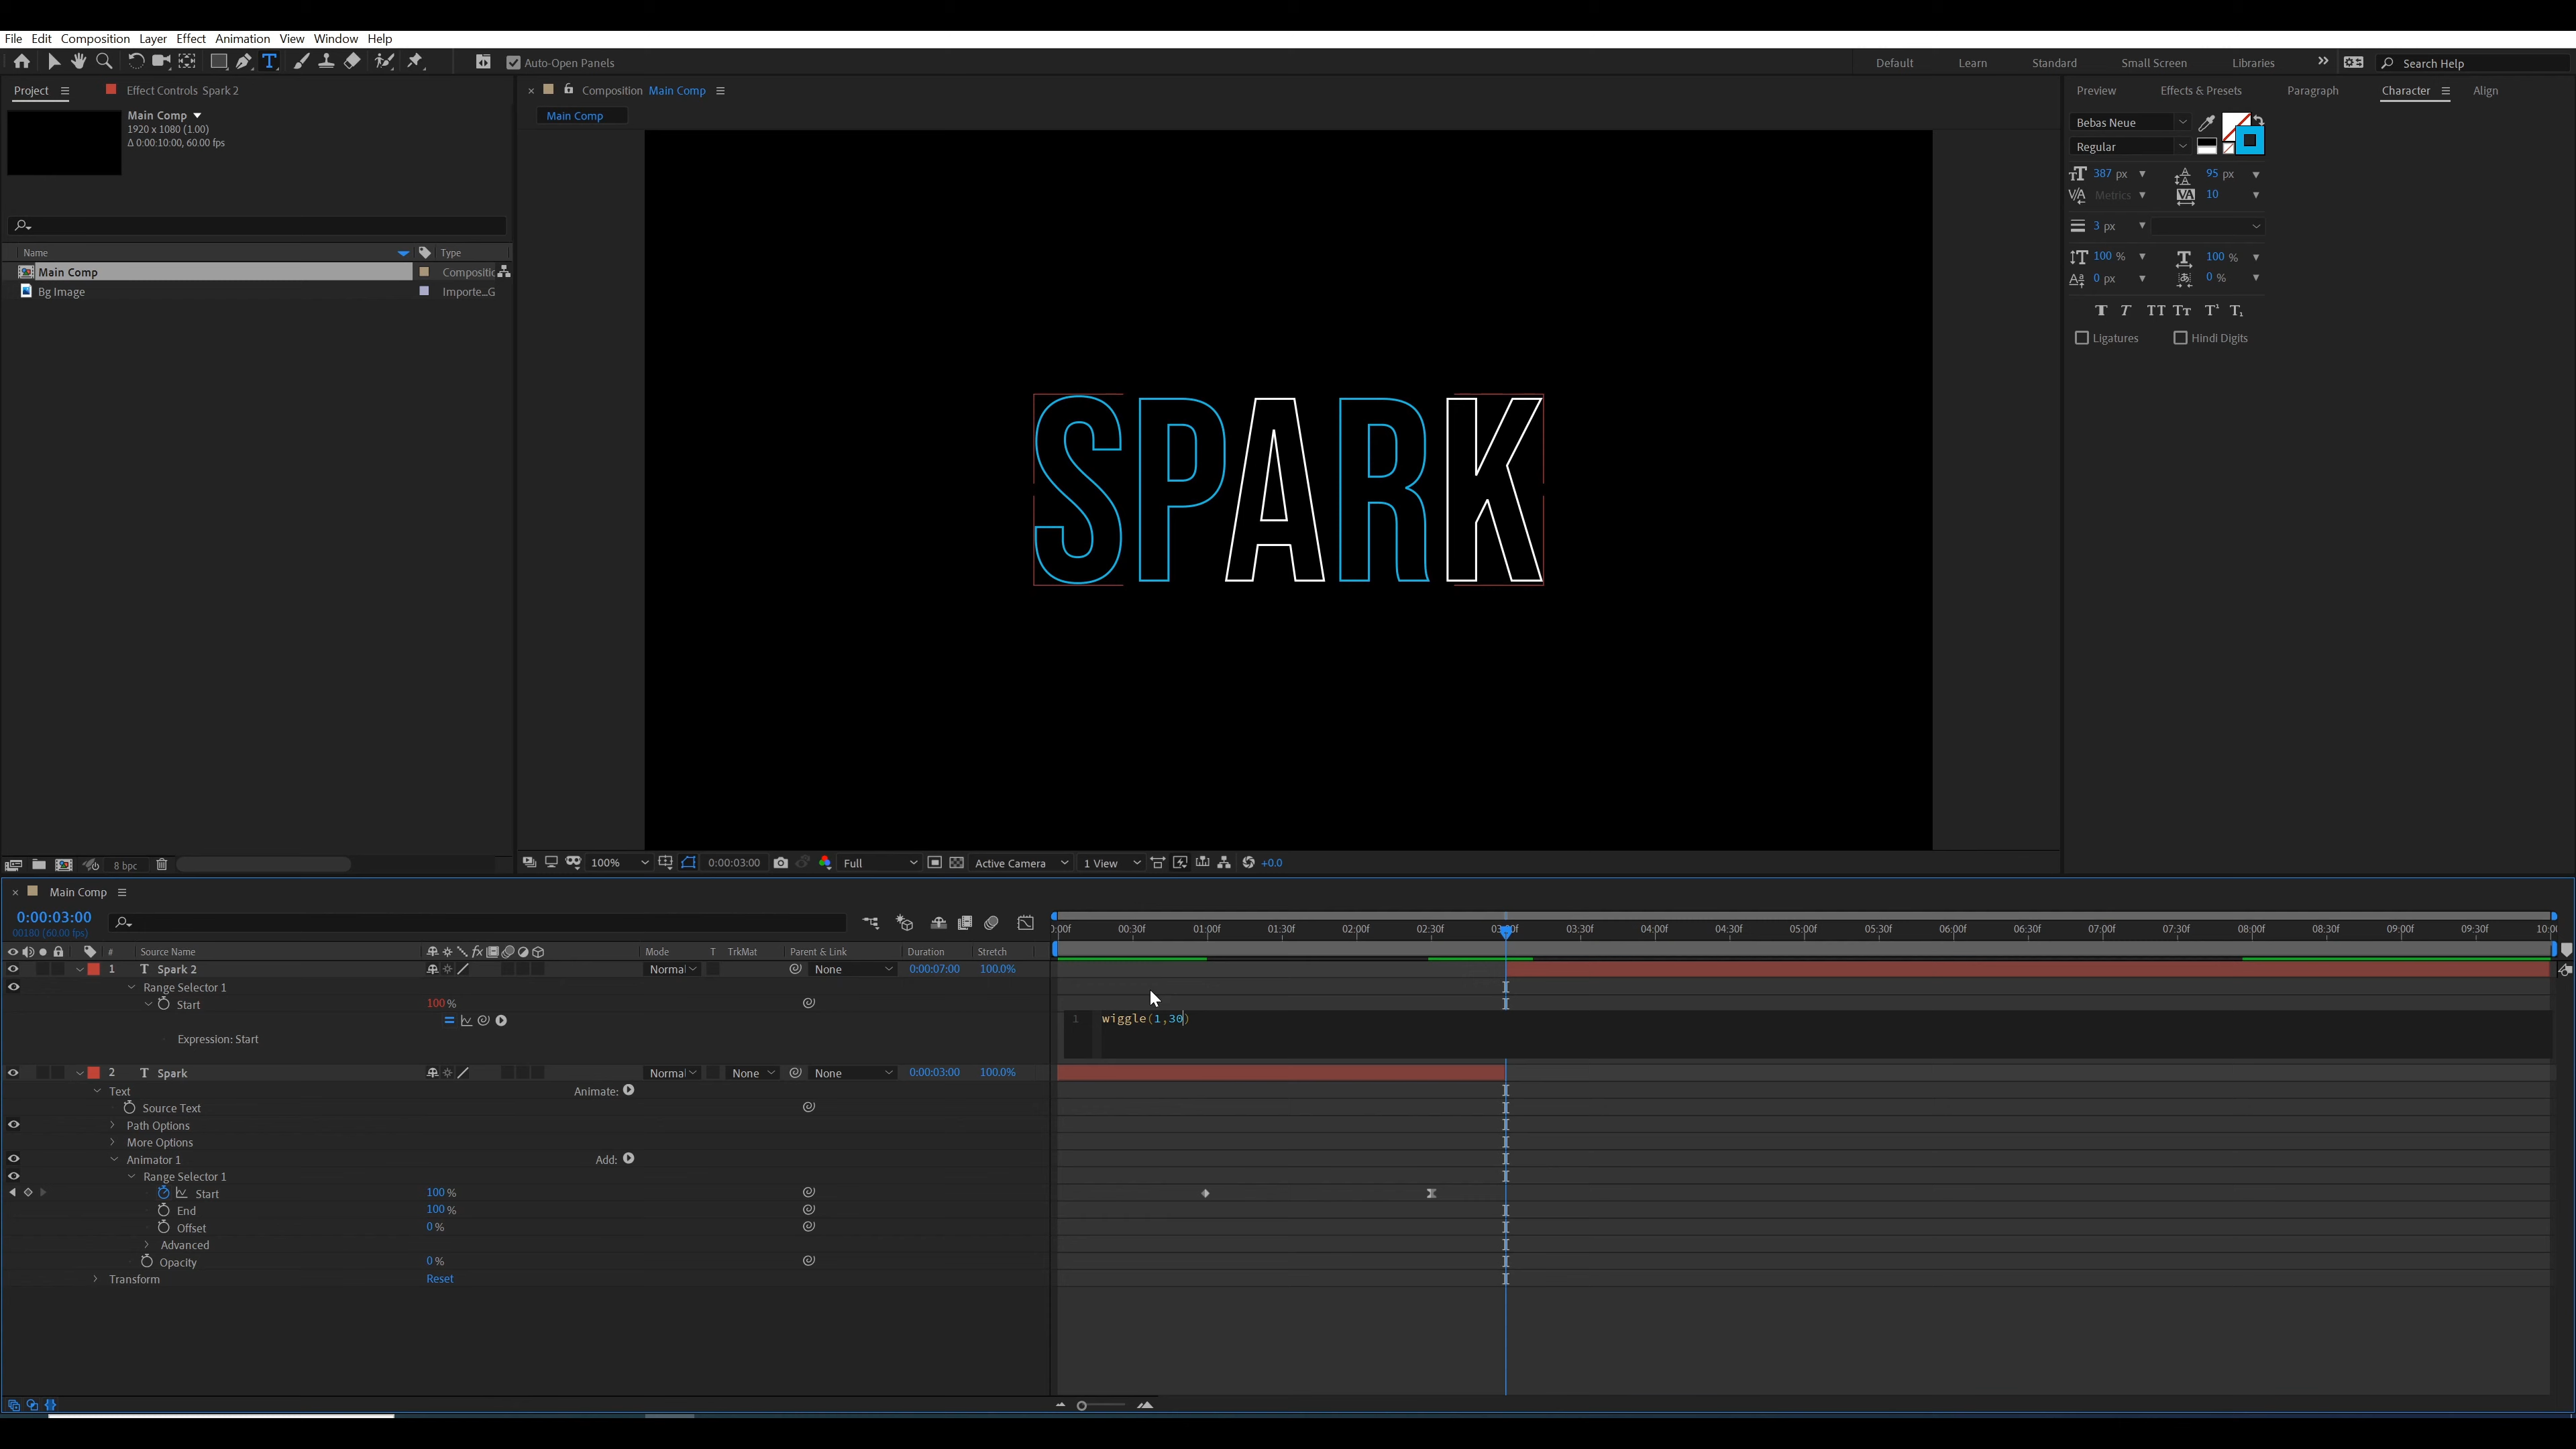 File Edit Composition Layer Effect Animation View Window Help
Auto-Open Panels Default Learn Standard Small Screen Libraries Search Help
Project Effect Controls Spark 2
Main Comp
1920 x 1080 (1.00)
Δ 0:00:10:00, 60.00 fps
Name Type
Main Comp Compositic
Bg Image Importe...G
8 bpc
Composition Main Comp
Main Comp
SPARK
100% 0:00:03:00 Full Active Camera 1 View +0.0
Preview Effects & Presets Paragraph Character Align
Bebas Neue
Regular
387 px 95 px
Metrics 10
3 px
100 % 100 %
0 px 0 %
Ligatures Hindi Digits
Main Comp
0:00:03:00
00180 (60.00 fps)
# Source Name Mode T TrkMat Parent & Link Duration Stretch
:00f 00:30f 01:00f 01:30f 02:00f 02:30f 03:00f 03:30f 04:00f 04:30f 05:00f 05:30f 06:00f 06:30f 07:00f 07:30f 08:00f 08:30f 09:00f 09:30f 10:00
1 T Spark 2 Normal None 0:00:07:00 100.0%
Range Selector 1
Start 100 %
1 wiggle(1,30)
Expression: Start
2 T Spark Normal None None 0:00:03:00 100.0%
Text Animate:
Source Text
Path Options
More Options
Animator 1 Add:
Range Selector 1
Start 100 %
End 100 %
Offset 0 %
Advanced
Opacity 0 %
Transform Reset